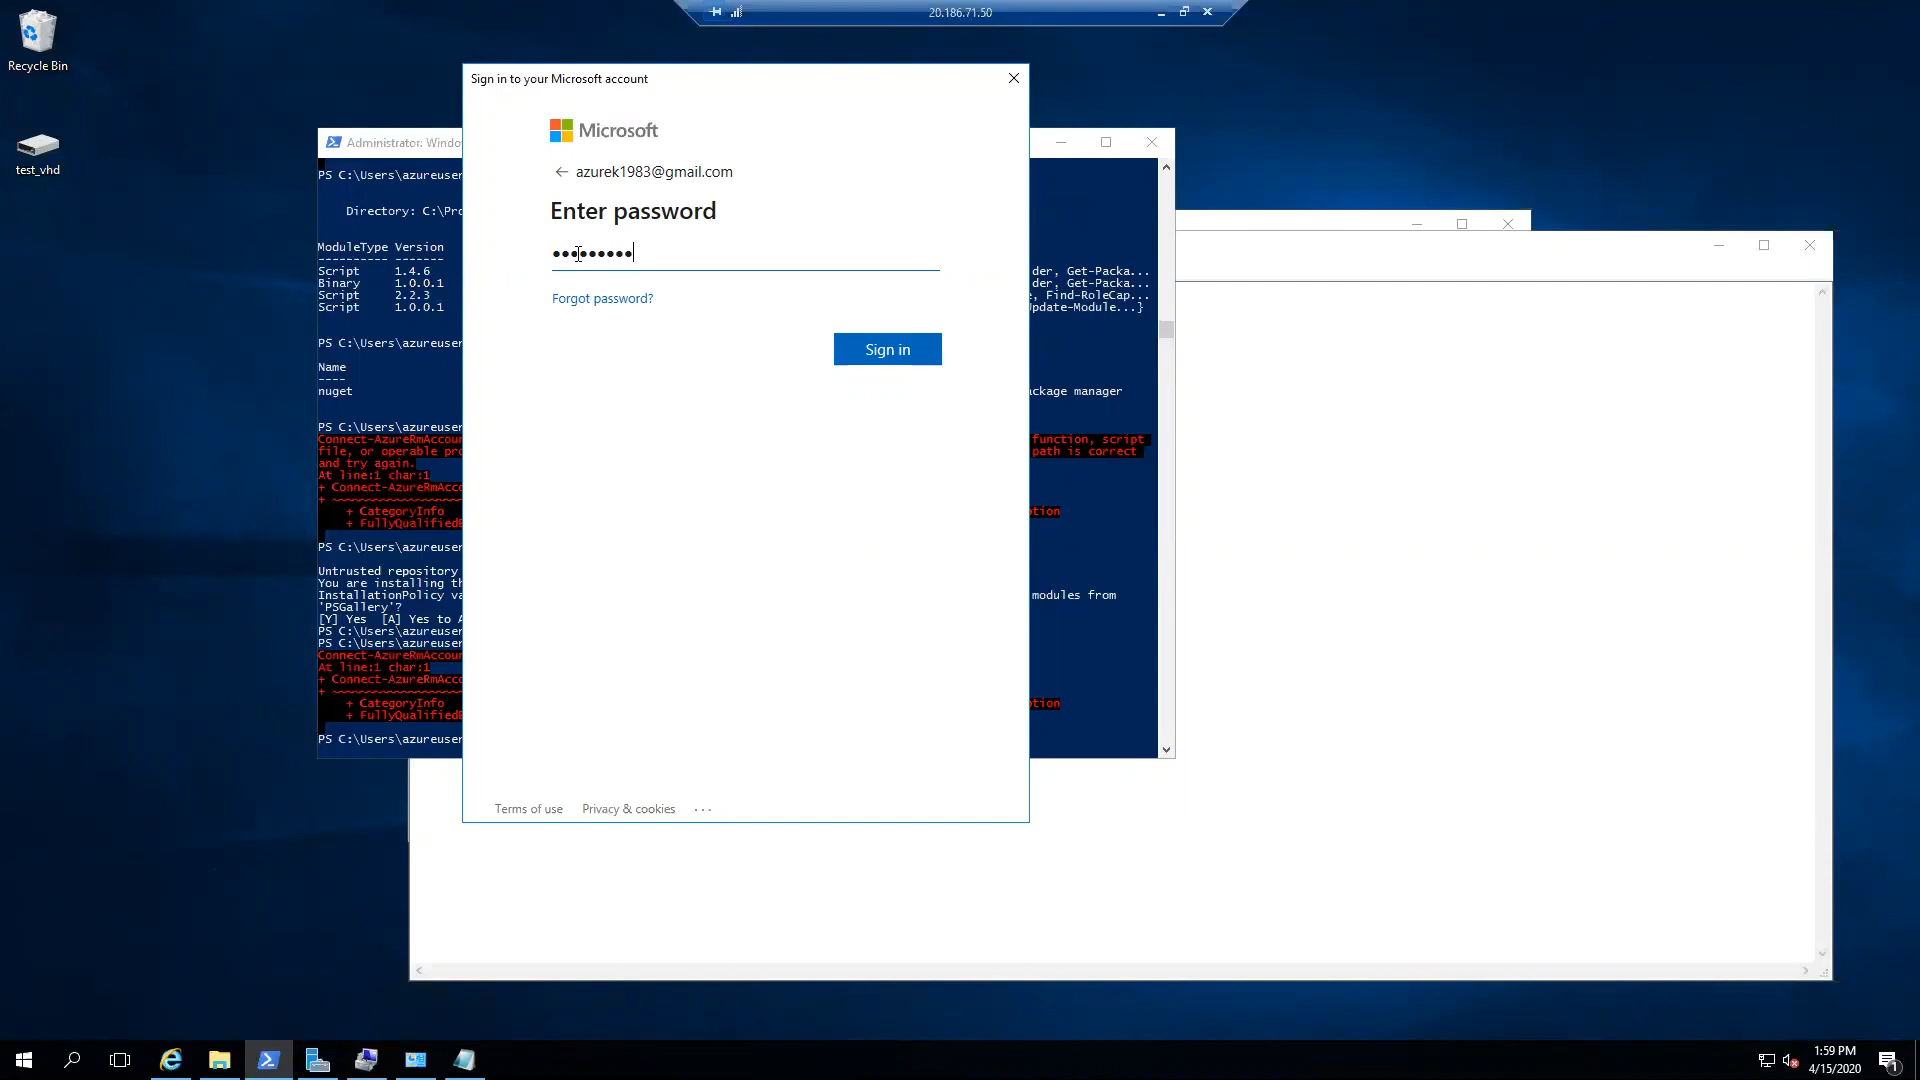 20.186.71.50
Recycle Bin
test_vhd
Sign in to your Microsoft account
Microsoft
azurek1983@gmail.com
Enter password
Forgot password?
Sign in
Terms of use Privacy & cookies ...
Administrator: Windo
PS C:\Users\azureuser
Directory: C:\Pro
ModuleType Version
---------- -------
Script 1.4.6 der, Get-Packa...
Binary 1.0.0.1 der, Get-Packa...
Script 2.2.3 , Find-RoleCap...
Script 1.0.0.1 pdate-Module...}
PS C:\Users\azureuser
Name
----
nuget ckage manager
PS C:\Users\azureuser
Connect-AzureRmAccoun function, script
file, or operable pro path is correct
and try again.
At line:1 char:1
+ Connect-AzureRmAcco
+ ~~~~~~~~~~~~~~~~~~~
+ CategoryInfo tion
+ FullyQualifiedE
PS C:\Users\azureuser
Untrusted repository
You are installing th
InstallationPolicy va modules from
'PSGallery'?
[Y] Yes [A] Yes to A
PS C:\Users\azureuser
PS C:\Users\azureuser
Connect-AzureRmAccoun
At line:1 char:1
+ Connect-AzureRmAcco
+ ~~~~~~~~~~~~~~~~~~~
+ CategoryInfo tion
+ FullyQualifiedE
PS C:\Users\azureuser
1:59 PM
4/15/2020
1